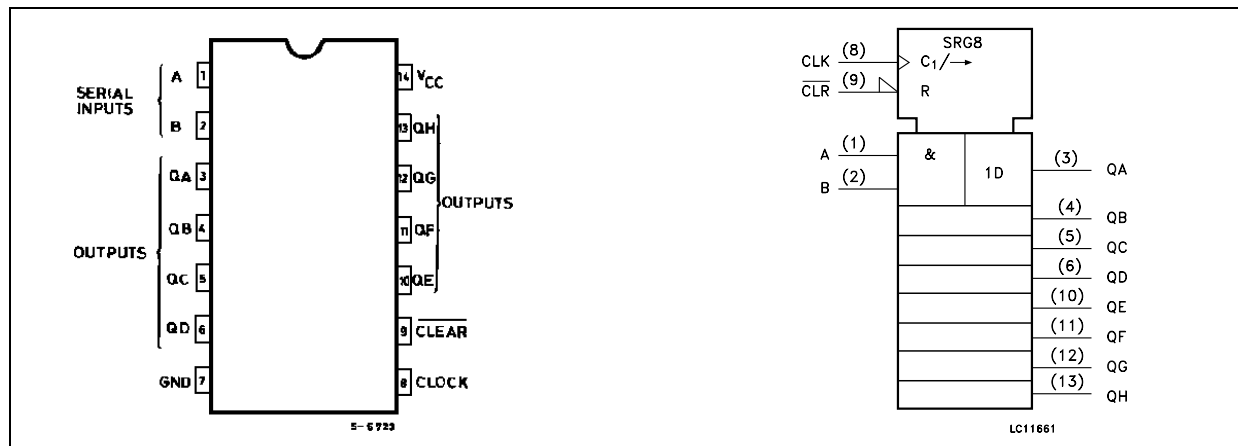 A 1
SERIAL
INPUTS
B 2
QA 3
QB 4
OUTPUTS
QC 5
QD 6
GND 7
14 VCC
13 QH
12 QG
OUTPUTS
11 QF
10 QE
9 CLEAR
8 CLOCK
S-6723
SRG8
CLK (8) C1/→
CLR (9) R
A (1) & 1D (3) QA
B (2)
(4) QB
(5) QC
(6) QD
(10) QE
(11) QF
(12) QG
(13) QH
LC11661